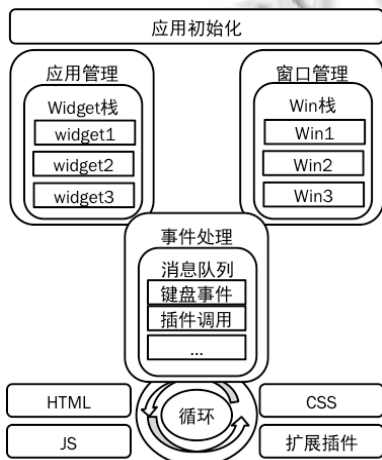 应用初始化
应用管理
Widget栈
widget1
widget2
widget3
窗口管理
Win栈
Win1
Win2
Win3
事件处理
消息队列
键盘事件
插件调用
...
HTML
JS
循环
CSS
扩展插件